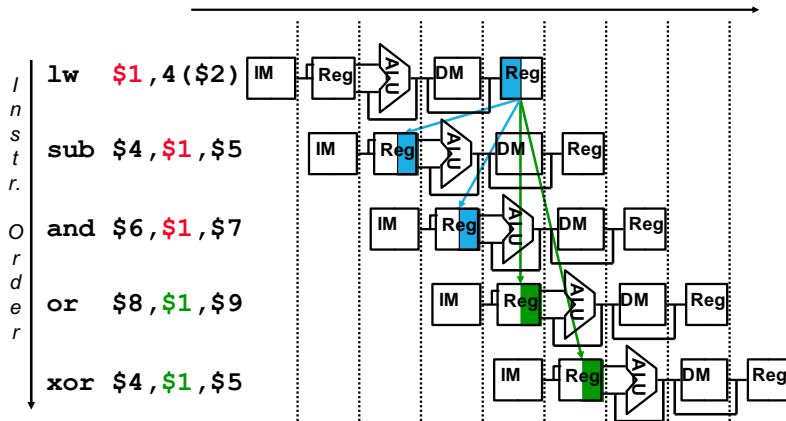 Instr. Order
lw $1,4($2) IM Reg ALU DM Reg
sub $4,$1,$5 IM Reg ALU DM Reg
and $6,$1,$7 IM Reg ALU DM Reg
or $8,$1,$9 IM Reg ALU DM Reg
xor $4,$1,$5 IM Reg ALU DM Reg